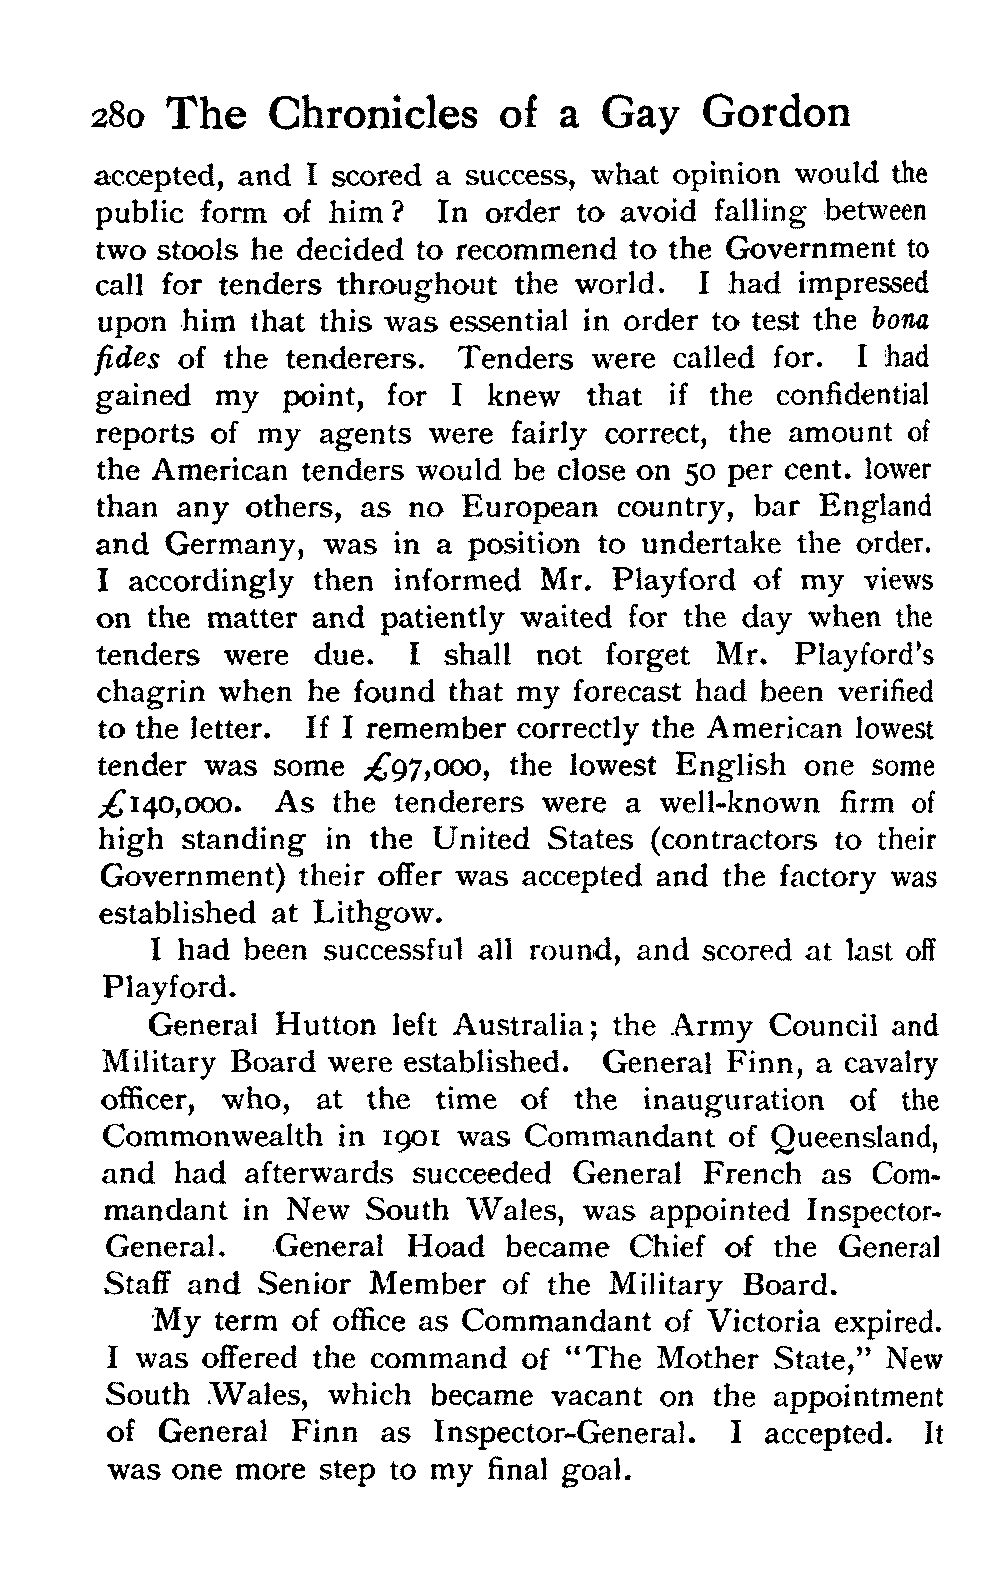 280 The Chronicles of a Gay Gordon
accepted, and I scored a success, what opinion would the
public form of him? In order to avoid falling between
two stools he decided to recommend to the Government to
call for tenders throughout the world. I had impressed
upon him that this was essential in order to test the bona
fides of the tenderers. Tenders were called for. I had
gained my point, for I knew that if the confidential
reports of my agents were fairly correct, the amount of
the American tenders would be close on 50 per cent. lower
than any others, as no European country, bar England
and Germany, was in a position to undertake the order.
I accordingly then informed Mr. Playford of my views
on the matter and patiently waited for the day when the
tenders were due. I shall not forget Mr. Playford's
chagrin when he found that my forecast had been verified
to the letter. If I remember correctly the American lowest
tender was some £97,000, the lowest English one some
£140,000. As the tenderers were a well-known firm of
high standing in the United States (contractors to their
Government) their offer was accepted and the factory was
established at Lithgow.
I had been successful all round, and scored at last off
Playford.
General Hutton left Australia; the Army Council and
Military Board were established. General Finn, a cavalry
officer, who, at the time of the inauguration of the
Commonwealth in 1901 was Commandant of Queensland,
and had afterwards succeeded General French as Com-
mandant in New South Wales, was appointed Inspector-
General. General Hoad became Chief of the General
Staff and Senior Member of the Military Board.
My term of office as Commandant of Victoria expired.
I was offered the command of "The Mother State," New
South Wales, which became vacant on the appointment
of General Finn as Inspector-General. I accepted. It
was one more step to my final goal.